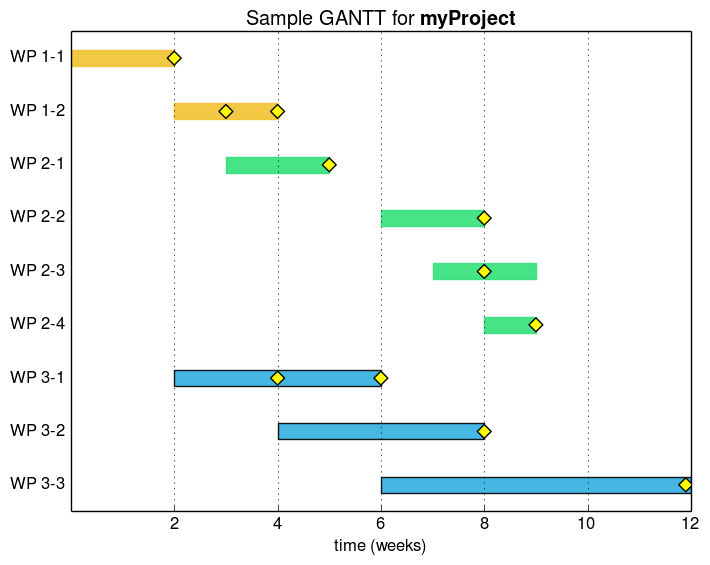 Sample GANTT for myProject
WP 1-1
WP 1-2
WP 2-1
WP 2-2
WP 2-3
WP 2-4
WP 3-1
WP 3-2
WP 3-3
2 4 6 8 10 12
time (weeks)